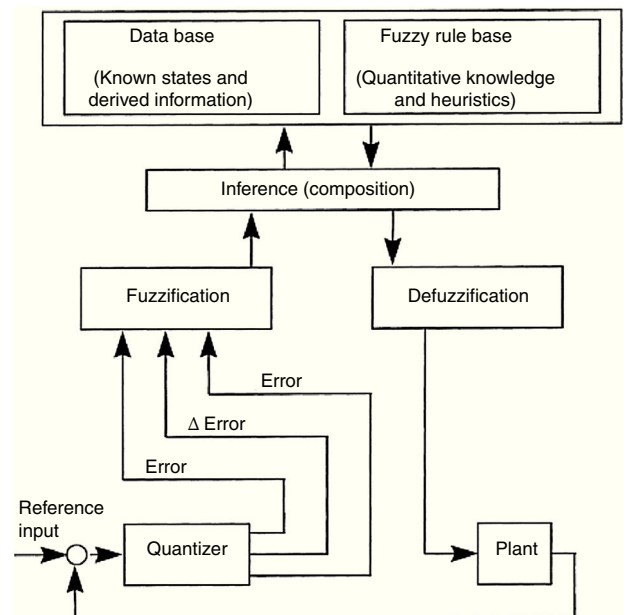 Data base
(Known states and
derived information)
Fuzzy rule base
(Quantitative knowledge
and heuristics)
Inference (composition)
Fuzzification
Defuzzification
Error
Δ Error
Error
Reference
input
Quantizer
Plant